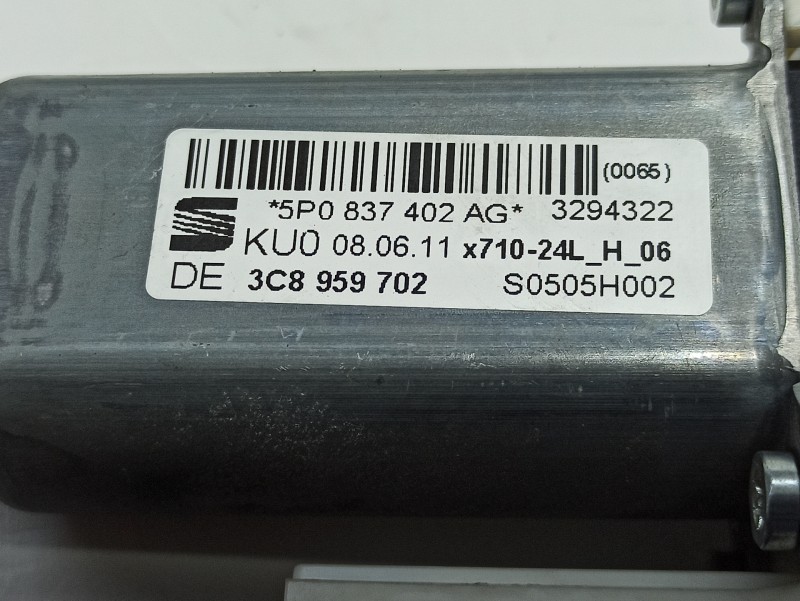 (0065)
*5P0 837 402 AG* 3294322
KU0 08.06.11 x710-24L_H_06
DE 3C8 959 702 S0505H002